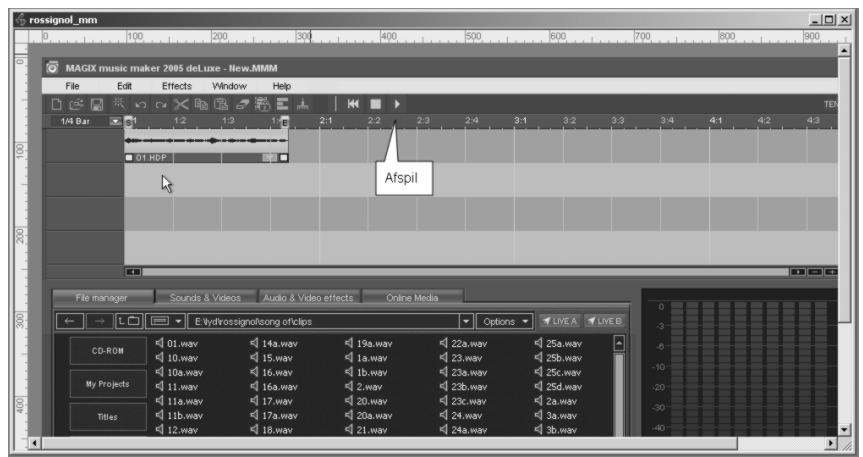 rossignol_mm
0 100 200 300 400 500 600 700 800 900
MAGIX music maker 2005 deLuxe - New.MMM
File Edit Effects Window Help
1/4 Bar S 1:2 1:3 E 2:1 2:2 2:3 2:4 3:1 3:2 3:3 3:4 4:1 4:2 4:3
01.HDP
Afspil
0
100
200
300
400
File manager Sounds & Videos Audio & Video effects Online Media
E:\lyd\rossignol\song of\clips Options LIVE A LIVE B
CD-ROM
My Projects
Titles
01.wav 14a.wav 19a.wav 22a.wav 25a.wav
10.wav 15.wav 1a.wav 23.wav 25b.wav
10a.wav 16.wav 1b.wav 23a.wav 25c.wav
11.wav 16a.wav 2.wav 23b.wav 25d.wav
11a.wav 17.wav 20.wav 23c.wav 2a.wav
11b.wav 17a.wav 20a.wav 24.wav 3a.wav
12.wav 18.wav 21.wav 24a.wav 3b.wav
0
-3
-6
-10
-20
-30
-40